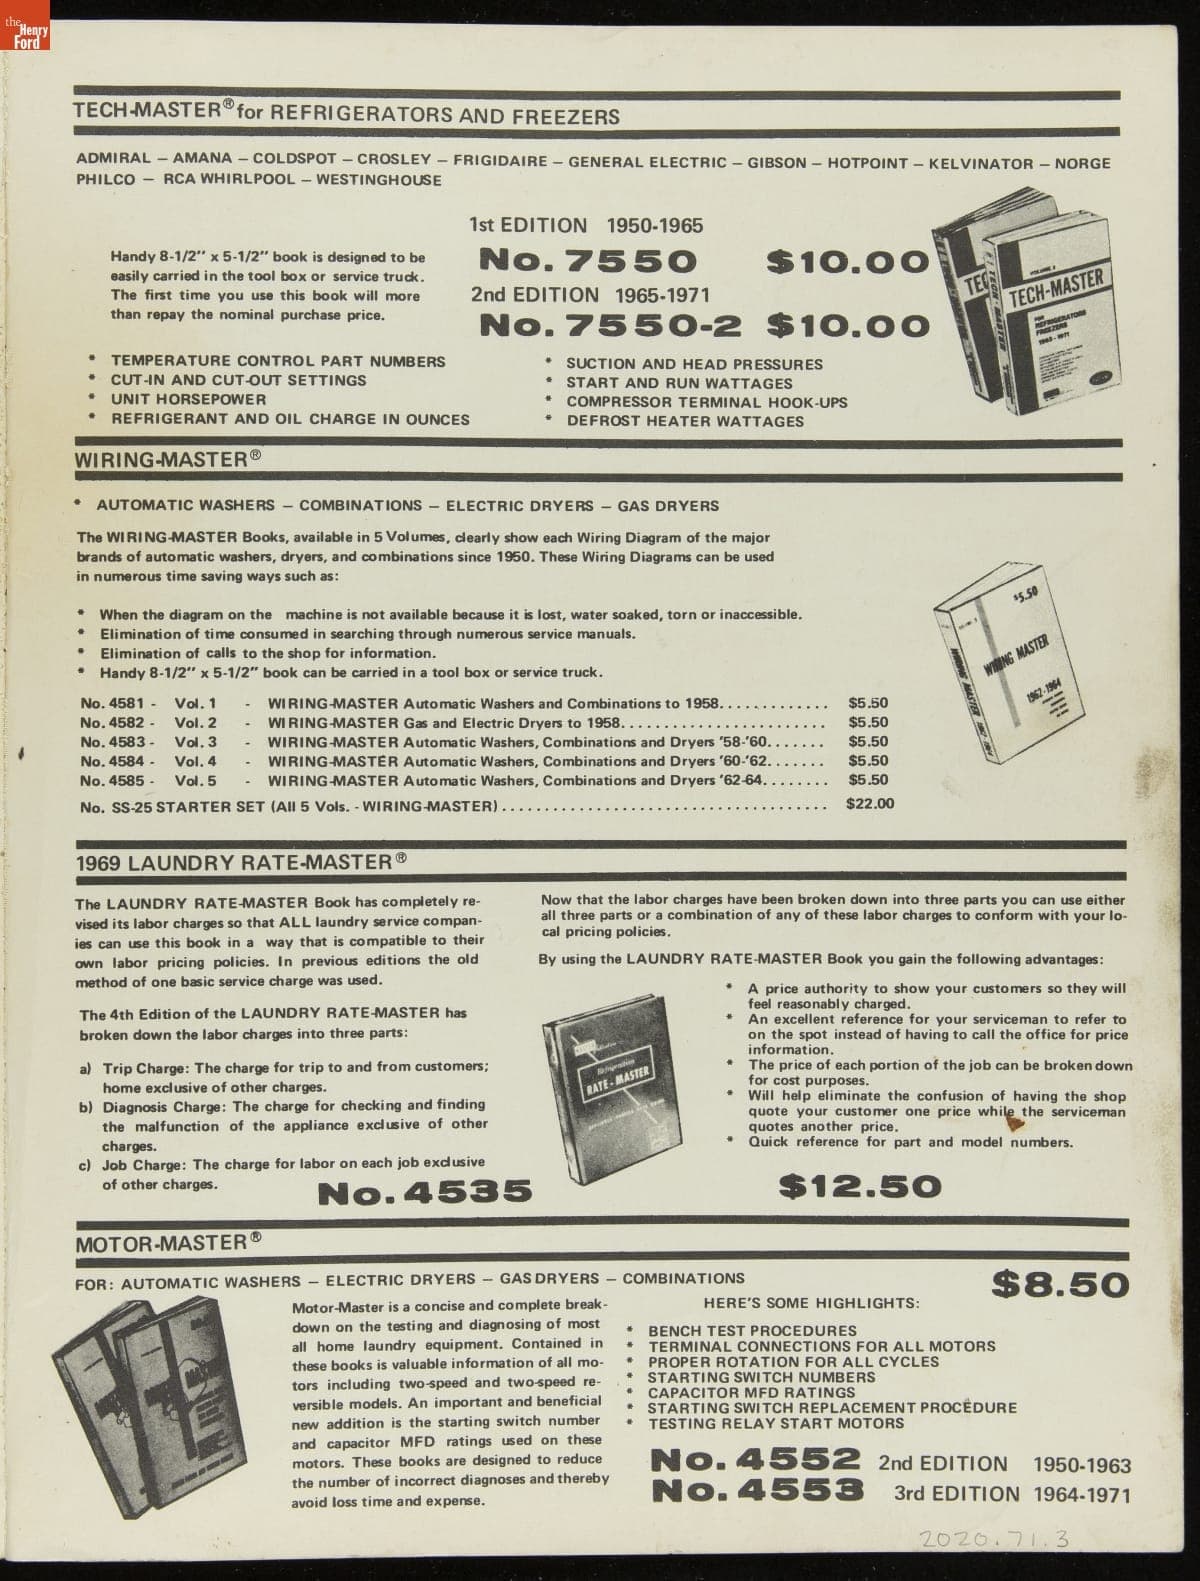 the
Henry
Ford
TECH-MASTER® for REFRIGERATORS AND FREEZERS
ADMIRAL – AMANA – COLDSPOT – CROSLEY – FRIGIDAIRE – GENERAL ELECTRIC – GIBSON – HOTPOINT – KELVINATOR – NORGE
PHILCO – RCA WHIRLPOOL – WESTINGHOUSE
Handy 8-1/2" x 5-1/2" book is designed to be
easily carried in the tool box or service truck.
The first time you use this book will more
than repay the nominal purchase price.
1st EDITION 1950-1965
No. 7550 $10.00
2nd EDITION 1965-1971
No. 7550-2 $10.00
TECH-MASTER
FOR
REFRIGERATORS
FREEZERS
1965-1971
* TEMPERATURE CONTROL PART NUMBERS
* CUT-IN AND CUT-OUT SETTINGS
* UNIT HORSEPOWER
* REFRIGERANT AND OIL CHARGE IN OUNCES
* SUCTION AND HEAD PRESSURES
* START AND RUN WATTAGES
* COMPRESSOR TERMINAL HOOK-UPS
* DEFROST HEATER WATTAGES
WIRING-MASTER®
* AUTOMATIC WASHERS – COMBINATIONS – ELECTRIC DRYERS – GAS DRYERS
The WIRING-MASTER Books, available in 5 Volumes, clearly show each Wiring Diagram of the major
brands of automatic washers, dryers, and combinations since 1950. These Wiring Diagrams can be used
in numerous time saving ways such as:
* When the diagram on the machine is not available because it is lost, water soaked, torn or inaccessible.
* Elimination of time consumed in searching through numerous service manuals.
* Elimination of calls to the shop for information.
* Handy 8-1/2" x 5-1/2" book can be carried in a tool box or service truck.
$5.50
WIRING MASTER
1962-1964
WIRING MASTER
No. 4581 - Vol. 1 - WIRING-MASTER Automatic Washers and Combinations to 1958............. $5.50
No. 4582 - Vol. 2 - WIRING-MASTER Gas and Electric Dryers to 1958........................ $5.50
No. 4583 - Vol. 3 - WIRING-MASTER Automatic Washers, Combinations and Dryers '58-'60....... $5.50
No. 4584 - Vol. 4 - WIRING-MASTER Automatic Washers, Combinations and Dryers '60-'62....... $5.50
No. 4585 - Vol. 5 - WIRING-MASTER Automatic Washers, Combinations and Dryers '62-64........ $5.50
No. SS-25 STARTER SET (All 5 Vols. - WIRING-MASTER)...................................... $22.00
1969 LAUNDRY RATE-MASTER®
The LAUNDRY RATE-MASTER Book has completely re-
vised its labor charges so that ALL laundry service compan-
ies can use this book in a way that is compatible to their
own labor pricing policies. In previous editions the old
method of one basic service charge was used.
The 4th Edition of the LAUNDRY RATE-MASTER has
broken down the labor charges into three parts:
a) Trip Charge: The charge for trip to and from customers;
home exclusive of other charges.
b) Diagnosis Charge: The charge for checking and finding
the malfunction of the appliance exclusive of other
charges.
c) Job Charge: The charge for labor on each job exclusive
of other charges.
No. 4535
Now that the labor charges have been broken down into three parts you can use either
all three parts or a combination of any of these labor charges to conform with your lo-
cal pricing policies.
By using the LAUNDRY RATE-MASTER Book you gain the following advantages:
Refrigeration
RATE-MASTER
* A price authority to show your customers so they will
feel reasonably charged.
* An excellent reference for your serviceman to refer to
on the spot instead of having to call the office for price
information.
* The price of each portion of the job can be broken down
for cost purposes.
* Will help eliminate the confusion of having the shop
quote your customer one price while the serviceman
quotes another price.
* Quick reference for part and model numbers.
$12.50
MOTOR-MASTER®
FOR: AUTOMATIC WASHERS – ELECTRIC DRYERS – GAS DRYERS – COMBINATIONS
$8.50
Motor-Master is a concise and complete break-
down on the testing and diagnosing of most
all home laundry equipment. Contained in
these books is valuable information of all mo-
tors including two-speed and two-speed re-
versible models. An important and beneficial
new addition is the starting switch number
and capacitor MFD ratings used on these
motors. These books are designed to reduce
the number of incorrect diagnoses and thereby
avoid loss time and expense.
HERE'S SOME HIGHLIGHTS:
* BENCH TEST PROCEDURES
* TERMINAL CONNECTIONS FOR ALL MOTORS
* PROPER ROTATION FOR ALL CYCLES
* STARTING SWITCH NUMBERS
* CAPACITOR MFD RATINGS
* STARTING SWITCH REPLACEMENT PROCEDURE
* TESTING RELAY START MOTORS
No. 4552 2nd EDITION 1950-1963
No. 4553 3rd EDITION 1964-1971
2020.71.3